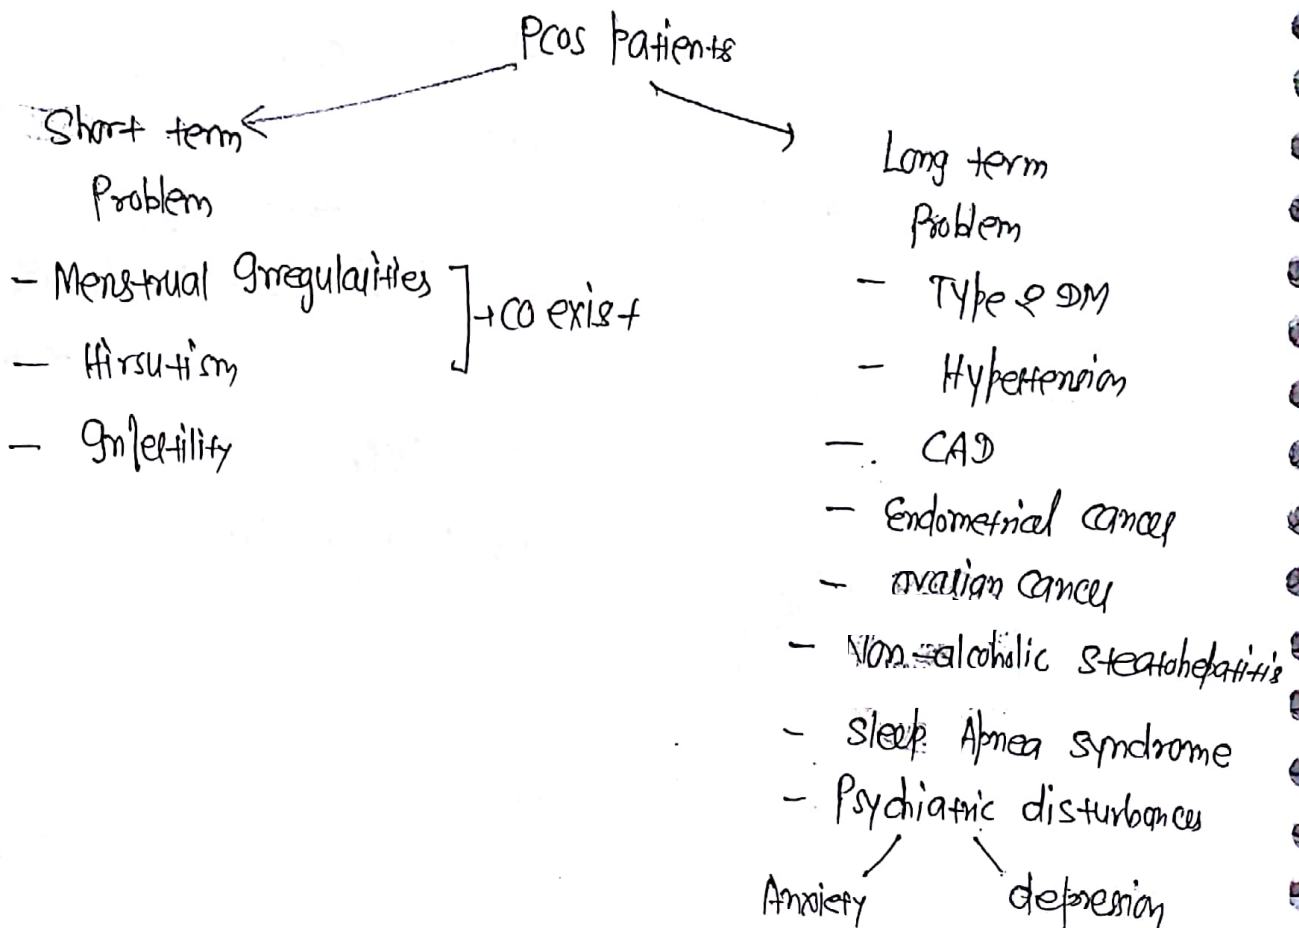 PCOS patients
Short term
Problem
- Menstrual Irregularities
- Hirsutism
] → co exist
- Infertility
Long term
Problem
- Type 2 DM
- Hypertension
- CAD
- Endometrical cancer
- ovarian cancer
- Non-alcoholic steatohepatitis
- Sleep Apnea syndrome
- Psychiatric disturbances
Anxiety depression